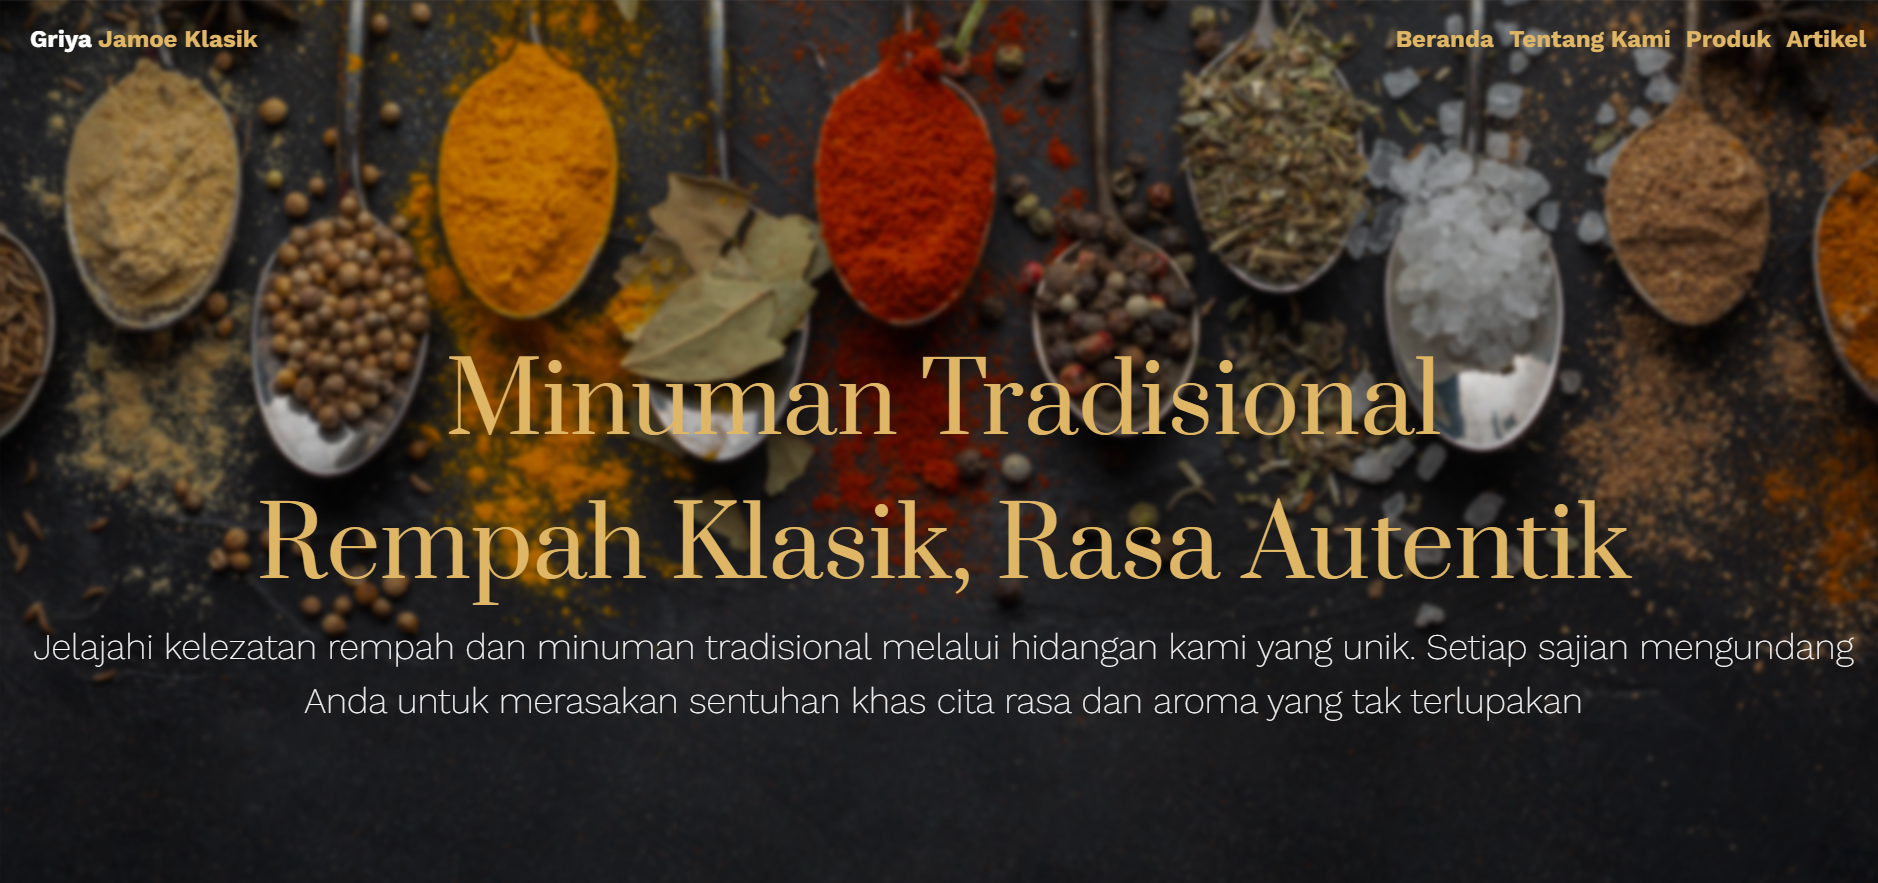 Griya Jamoe Klasik
Beranda Tentang Kami Produk Artikel
Minuman Tradisional
Rempah Klasik, Rasa Autentik
Jelajahi kelezatan rempah dan minuman tradisional melalui hidangan kami yang unik. Setiap sajian mengundang
Anda untuk merasakan sentuhan khas cita rasa dan aroma yang tak terlupakan